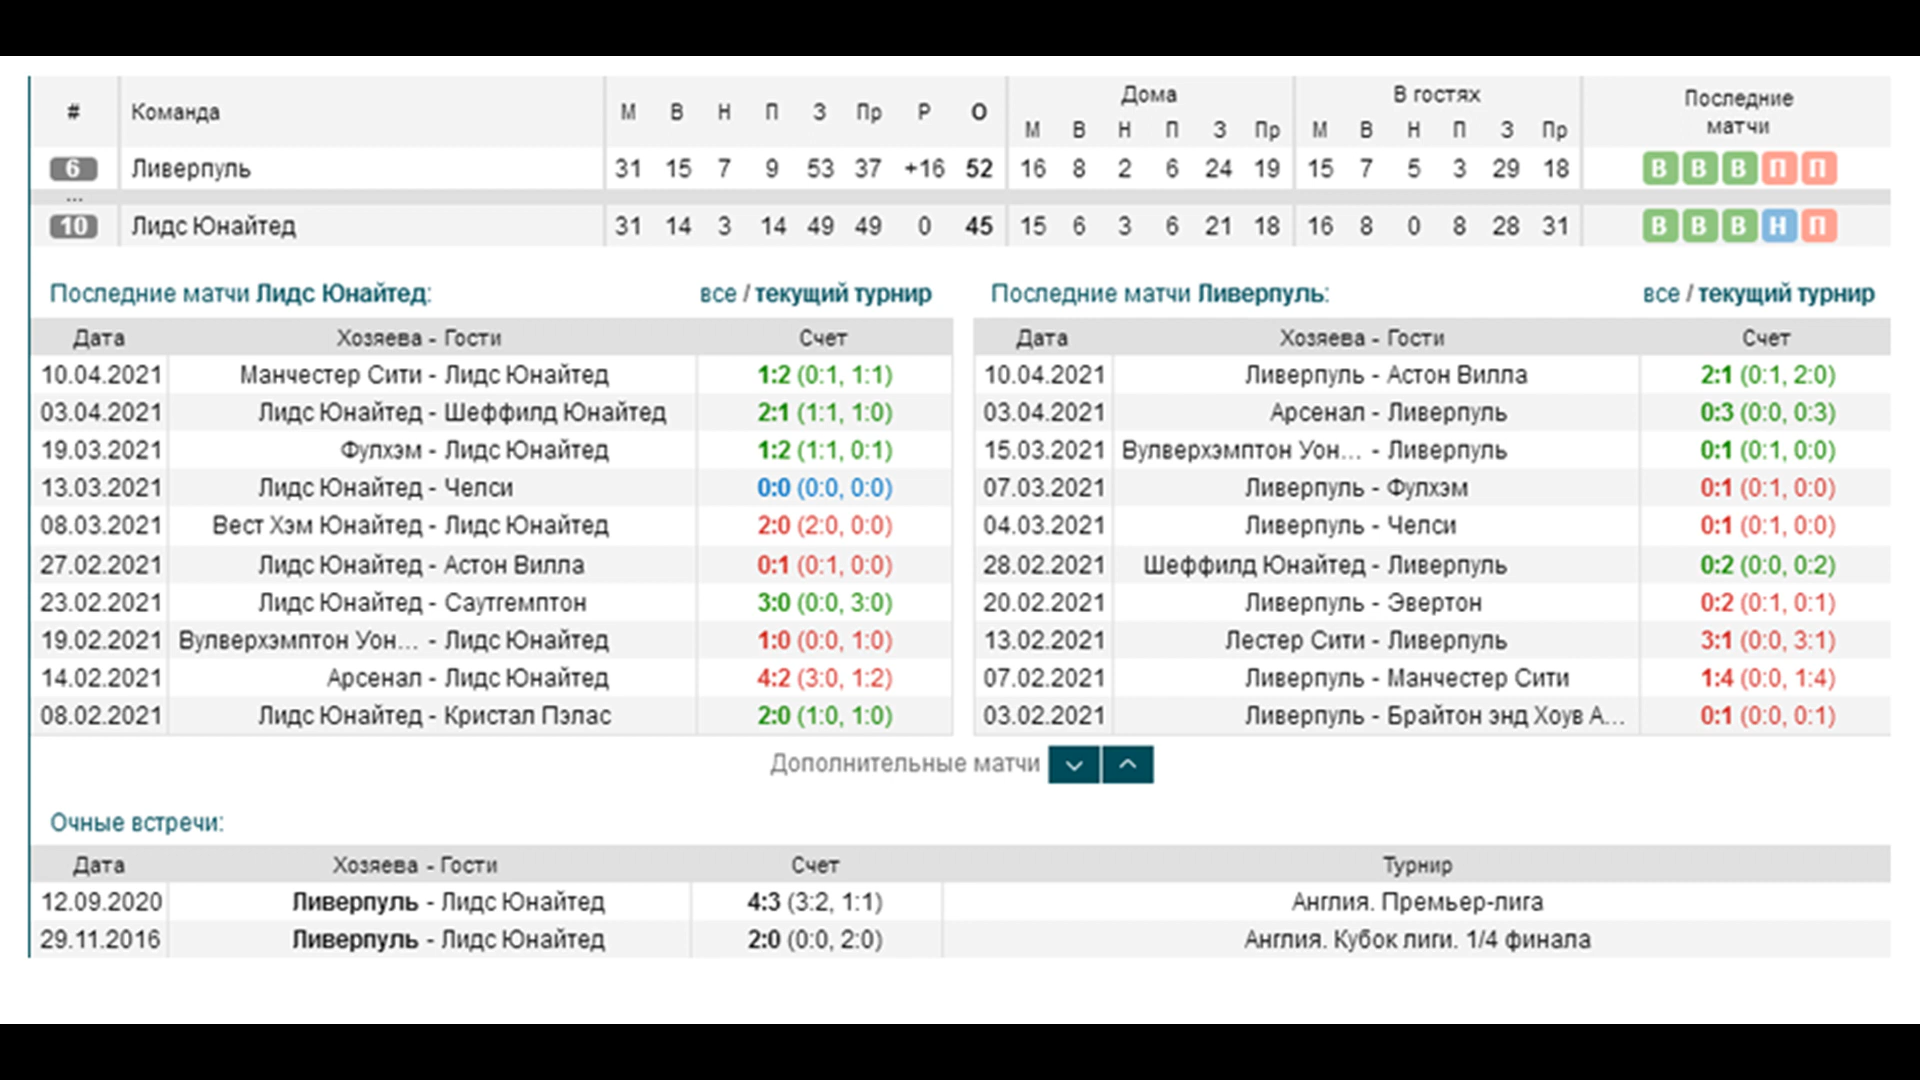 # Команда М В Н П З Пр Р О Дома М В Н П З Пр В гостях М В Н П З Пр Последние матчи
6 Ливерпуль 31 15 7 9 53 37 +16 52 16 8 2 6 24 19 15 7 5 3 29 18 В В В П П
...
10 Лидс Юнайтед 31 14 3 14 49 49 0 45 15 6 3 6 21 18 16 8 0 8 28 31 В В В Н П
Последние матчи Лидс Юнайтед: все / текущий турнир
Дата Хозяева - Гости Счет
10.04.2021 Манчестер Сити - Лидс Юнайтед 1:2 (0:1, 1:1)
03.04.2021 Лидс Юнайтед - Шеффилд Юнайтед 2:1 (1:1, 1:0)
19.03.2021 Фулхэм - Лидс Юнайтед 1:2 (1:1, 0:1)
13.03.2021 Лидс Юнайтед - Челси 0:0 (0:0, 0:0)
08.03.2021 Вест Хэм Юнайтед - Лидс Юнайтед 2:0 (2:0, 0:0)
27.02.2021 Лидс Юнайтед - Астон Вилла 0:1 (0:1, 0:0)
23.02.2021 Лидс Юнайтед - Саутгемптон 3:0 (0:0, 3:0)
19.02.2021 Вулверхэмптон Уон... - Лидс Юнайтед 1:0 (0:0, 1:0)
14.02.2021 Арсенал - Лидс Юнайтед 4:2 (3:0, 1:2)
08.02.2021 Лидс Юнайтед - Кристал Пэлас 2:0 (1:0, 1:0)
Последние матчи Ливерпуль: все / текущий турнир
Дата Хозяева - Гости Счет
10.04.2021 Ливерпуль - Астон Вилла 2:1 (0:1, 2:0)
03.04.2021 Арсенал - Ливерпуль 0:3 (0:0, 0:3)
15.03.2021 Вулверхэмптон Уон... - Ливерпуль 0:1 (0:1, 0:0)
07.03.2021 Ливерпуль - Фулхэм 0:1 (0:1, 0:0)
04.03.2021 Ливерпуль - Челси 0:1 (0:1, 0:0)
28.02.2021 Шеффилд Юнайтед - Ливерпуль 0:2 (0:0, 0:2)
20.02.2021 Ливерпуль - Эвертон 0:2 (0:1, 0:1)
13.02.2021 Лестер Сити - Ливерпуль 3:1 (0:0, 3:1)
07.02.2021 Ливерпуль - Манчестер Сити 1:4 (0:0, 1:4)
03.02.2021 Ливерпуль - Брайтон энд Хоув А... 0:1 (0:0, 0:1)
Дополнительные матчи
Очные встречи:
Дата Хозяева - Гости Счет Турнир
12.09.2020 Ливерпуль - Лидс Юнайтед 4:3 (3:2, 1:1) Англия. Премьер-лига
29.11.2016 Ливерпуль - Лидс Юнайтед 2:0 (0:0, 2:0) Англия. Кубок лиги. 1/4 финала